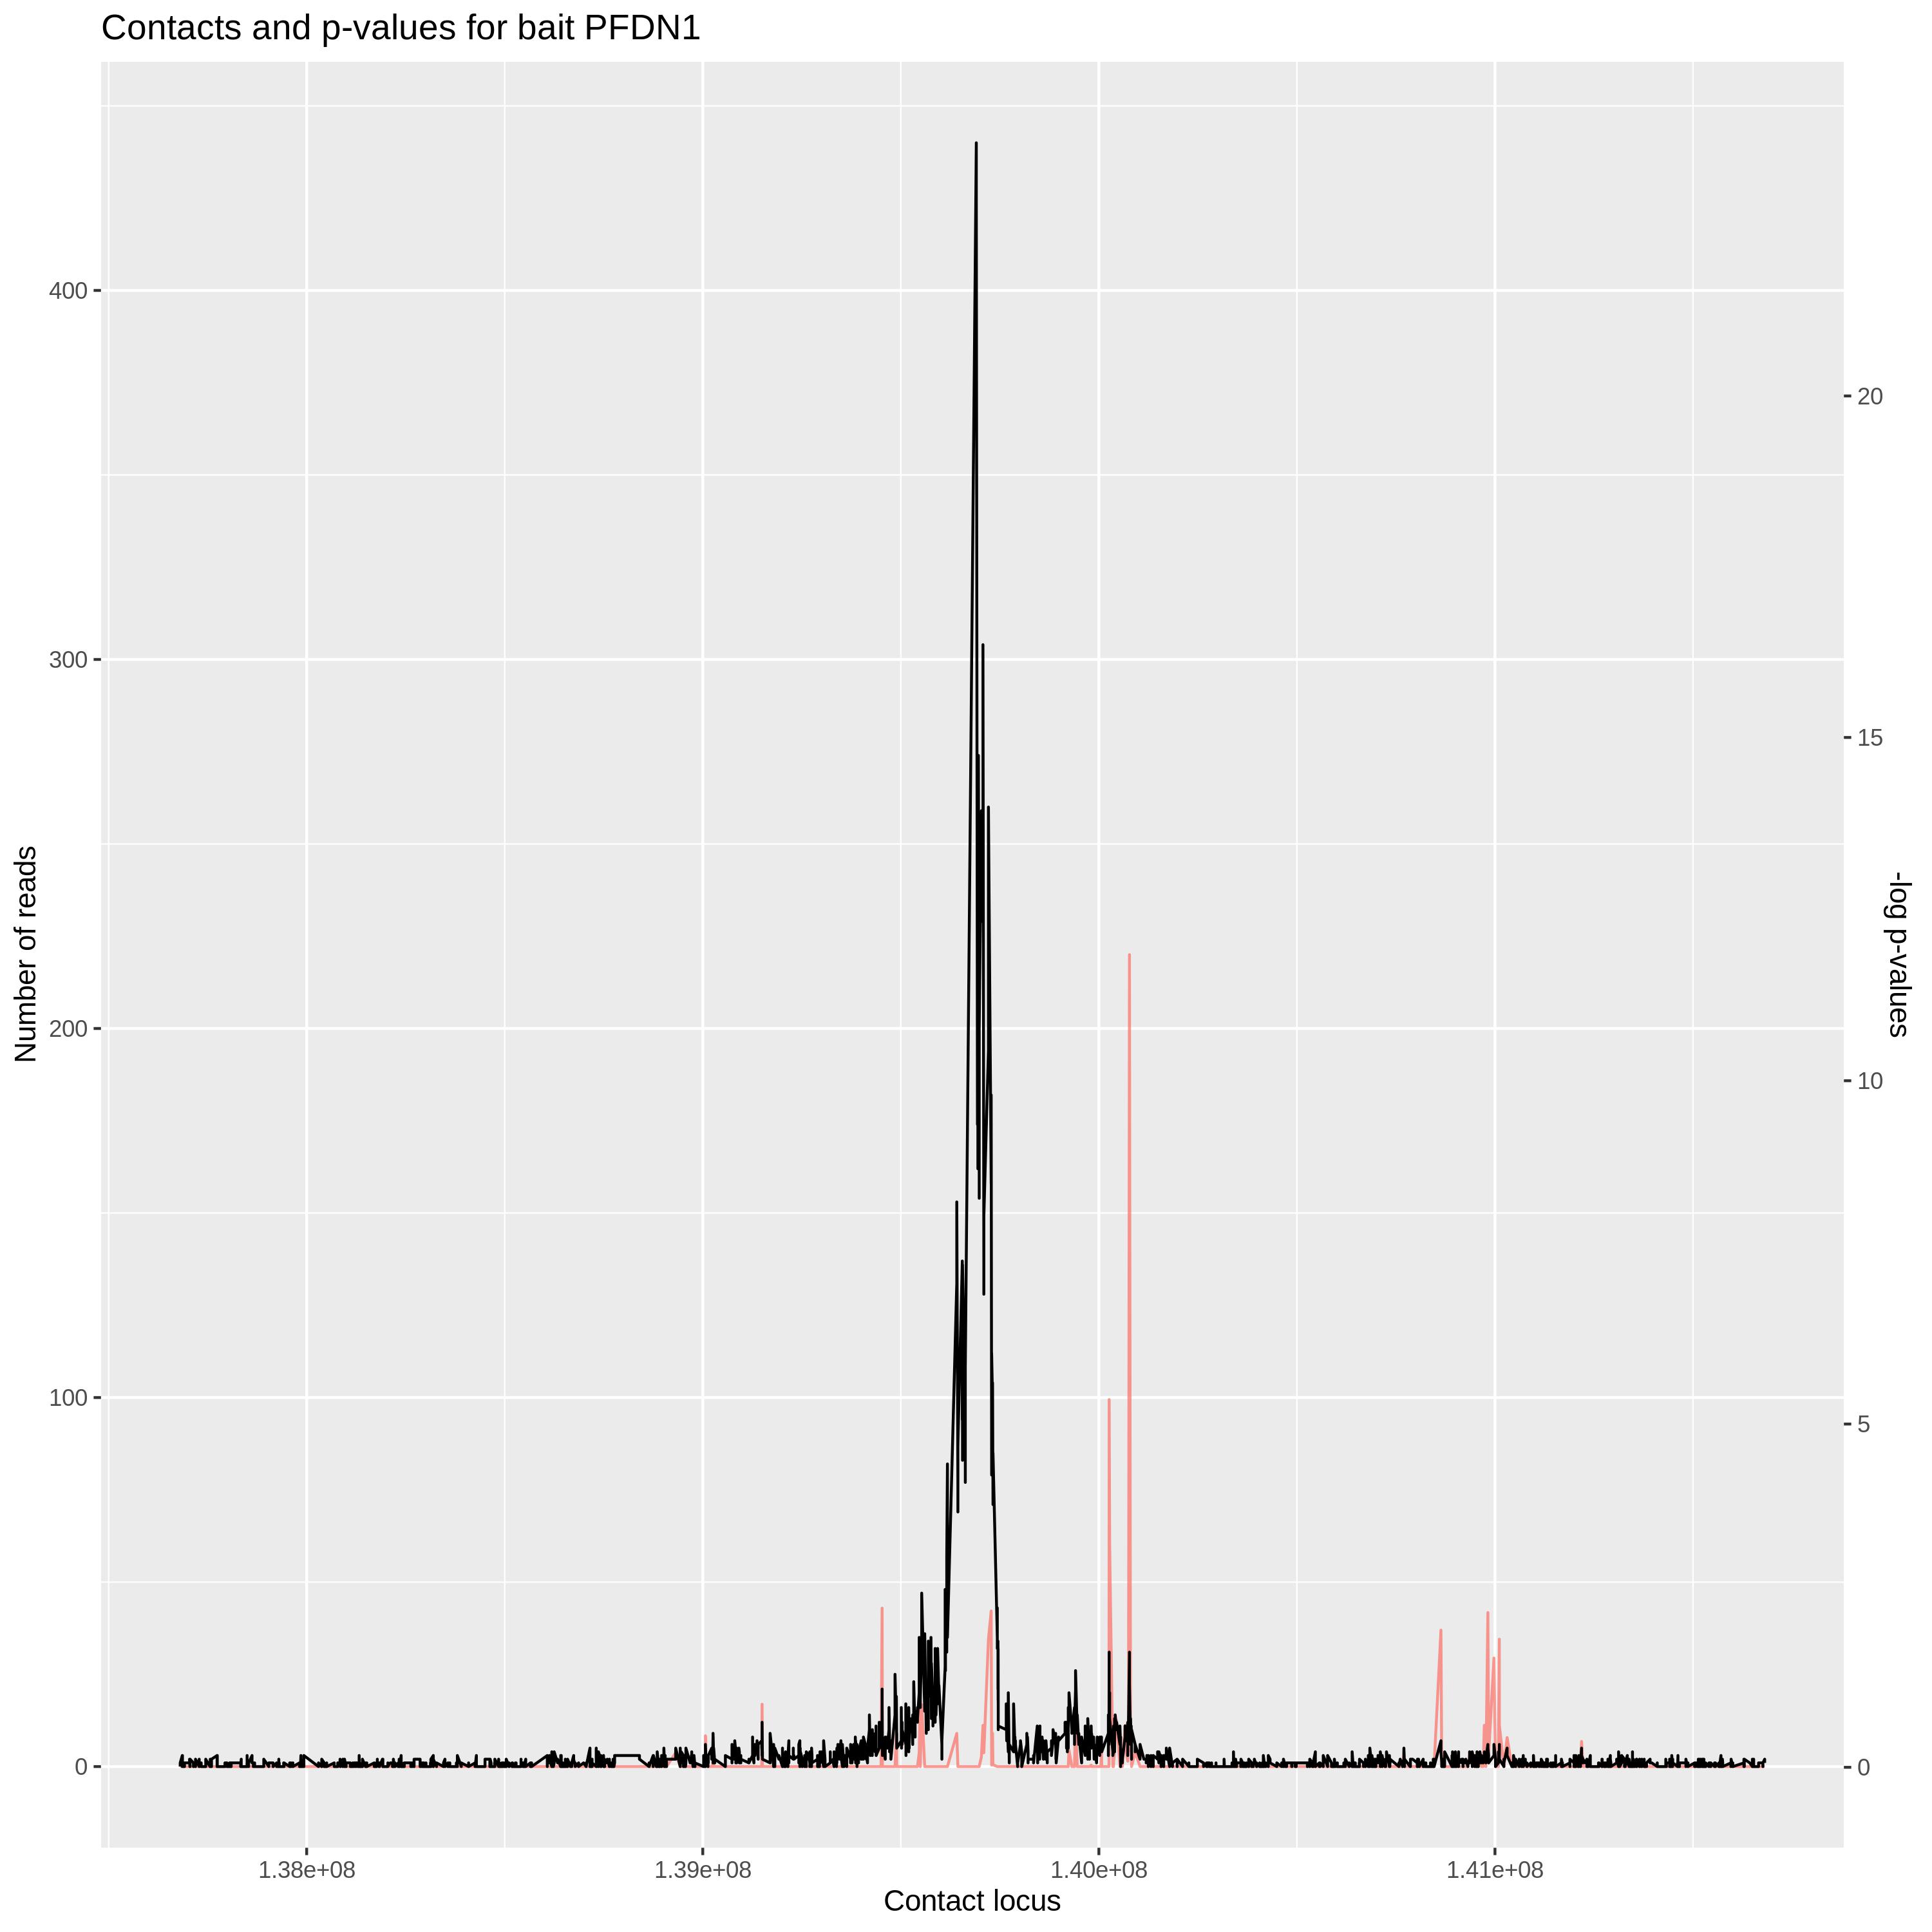 Contacts and p-values for bait PFDN1
Number of reads
400
300
200
100
0
20
15
10
5
0
-log p-values
1.38e+08
1.39e+08
1.40e+08
1.41e+08
Contact locus